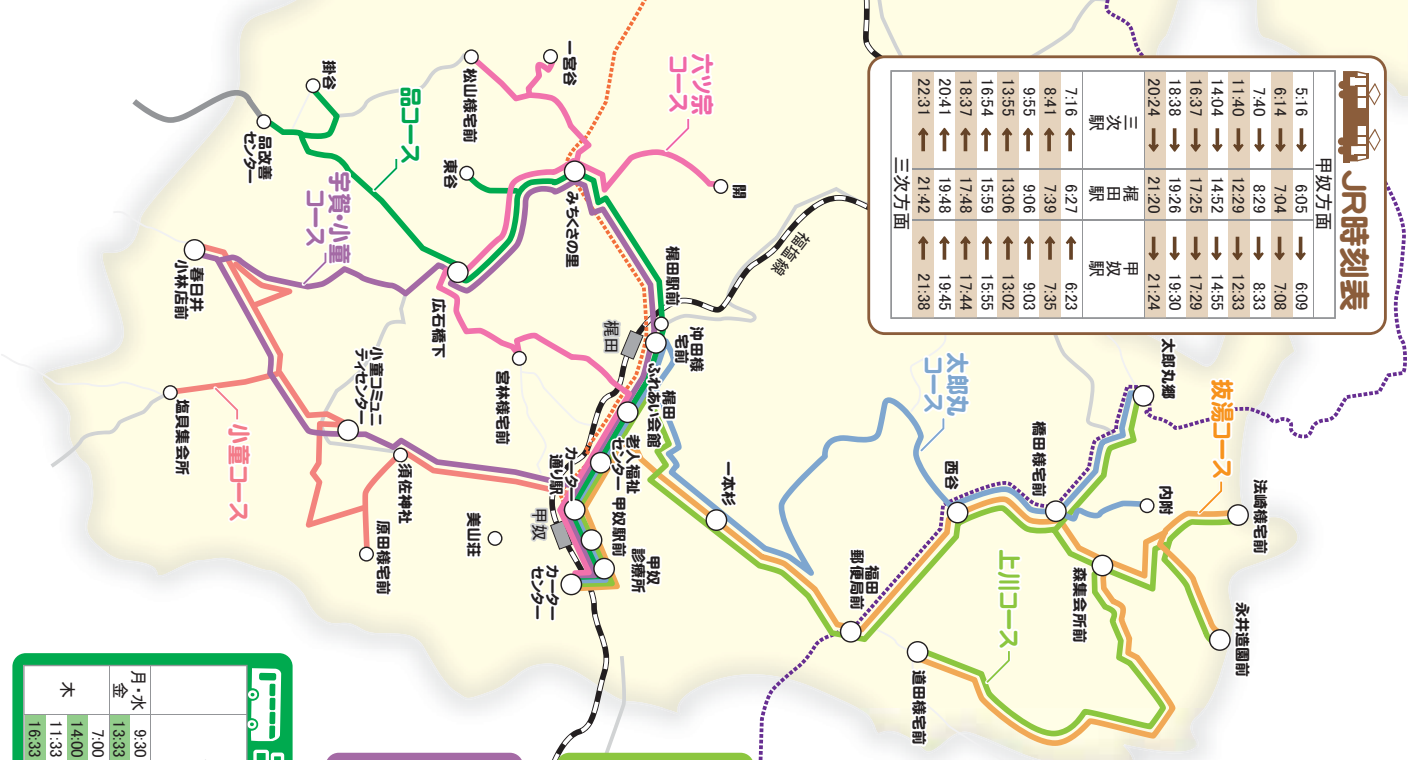 JR時刻表
甲奴方面
5:16 → 6:05 → 6:09
6:14 → 7:04 → 7:08
7:40 → 8:29 → 8:33
11:40 → 12:29 → 12:33
14:04 → 14:52 → 14:55
16:37 → 17:25 → 17:29
18:38 → 19:26 → 19:30
20:24 → 21:20 → 21:24
三次駅 梶田駅 甲奴駅
7:16 ← 6:27 ← 6:23
8:41 ← 7:39 ← 7:35
9:55 ← 9:06 ← 9:03
13:55 ← 13:06 ← 13:02
16:54 ← 15:59 ← 15:55
18:37 ← 17:48 ← 17:44
20:41 ← 19:48 ← 19:45
22:31 ← 21:42 ← 21:38
三次方面
法崎様宅前
永井造園前
抜湯コース
太郎丸郷
内附
森集会所前
橋田様宅前
上川コース
道田様宅前
太郎丸
コース
西谷
福田
郵便局前
一本杉
福塩線
開
六ツ宗
コース
一宮谷
松山様宅前
東谷
みちくさの里
梶田駅前
沖田様
宅前
梶田
梶田
ふれあい会館
老人福祉
センター
カーター
通り駅
甲奴駅前
甲奴
診療所
甲奴
カーター
センター
美山荘
宮林様宅前
広石橋下
品コース
掛谷
品改善
センター
宇賀・小童
コース
春日井
小林店前
小童コミュニ
ティセンター
須佐神社
原田様宅前
小童コース
塩貝集会所
月・水
金
9:30
13:33
木
7:00
14:00
11:33
16:33